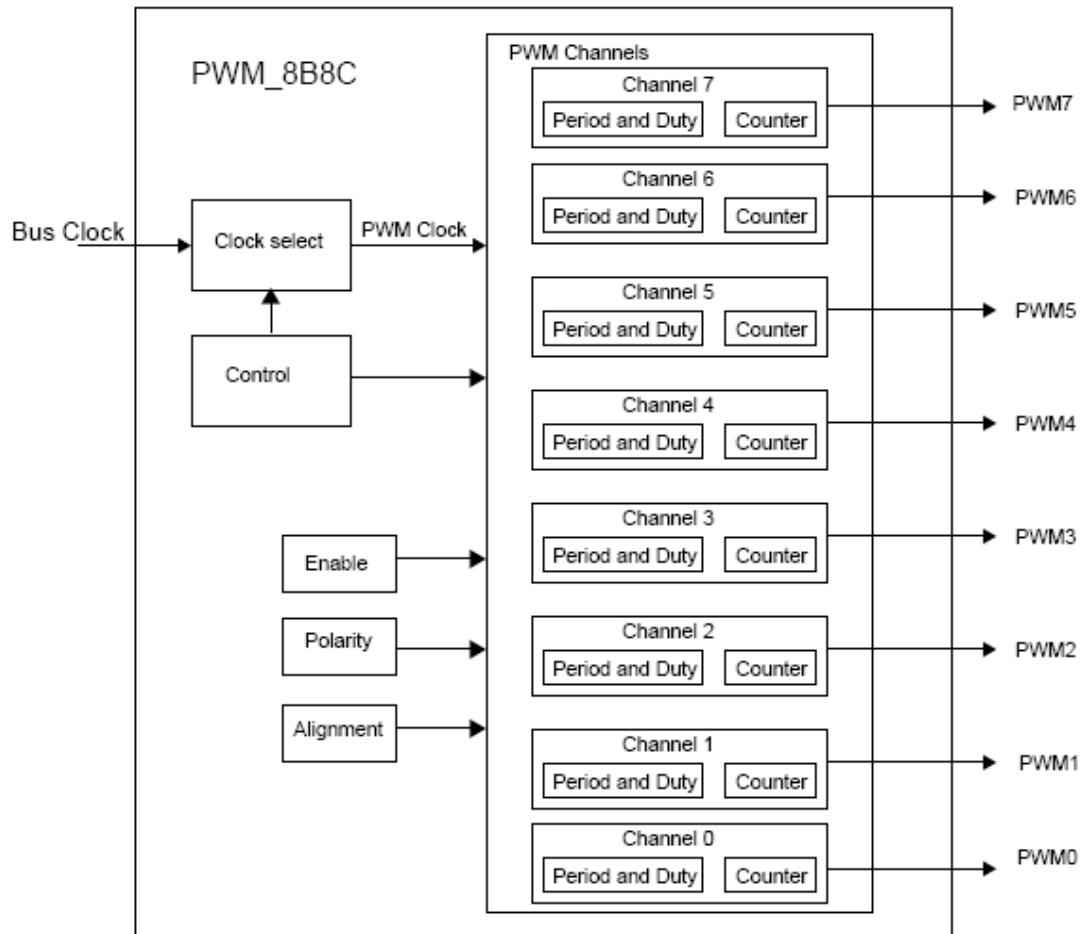 PWM_8B8C
Bus Clock
Clock select
PWM Clock
Control
Enable
Polarity
Alignment
PWM Channels
Channel 7
Period and Duty
Counter
PWM7
Channel 6
Period and Duty
Counter
PWM6
Channel 5
Period and Duty
Counter
PWM5
Channel 4
Period and Duty
Counter
PWM4
Channel 3
Period and Duty
Counter
PWM3
Channel 2
Period and Duty
Counter
PWM2
Channel 1
Period and Duty
Counter
PWM1
Channel 0
Period and Duty
Counter
PWM0